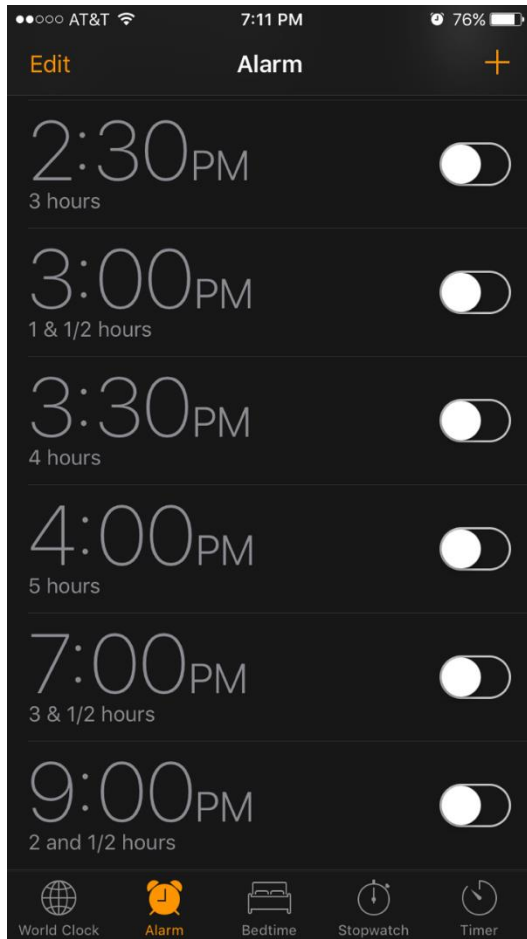 AT&T 7:11 PM 76%
Edit Alarm +
2:30PM
3 hours
3:00PM
1 & 1/2 hours
3:30PM
4 hours
4:00PM
5 hours
7:00PM
3 & 1/2 hours
9:00PM
2 and 1/2 hours
World Clock Alarm Bedtime Stopwatch Timer